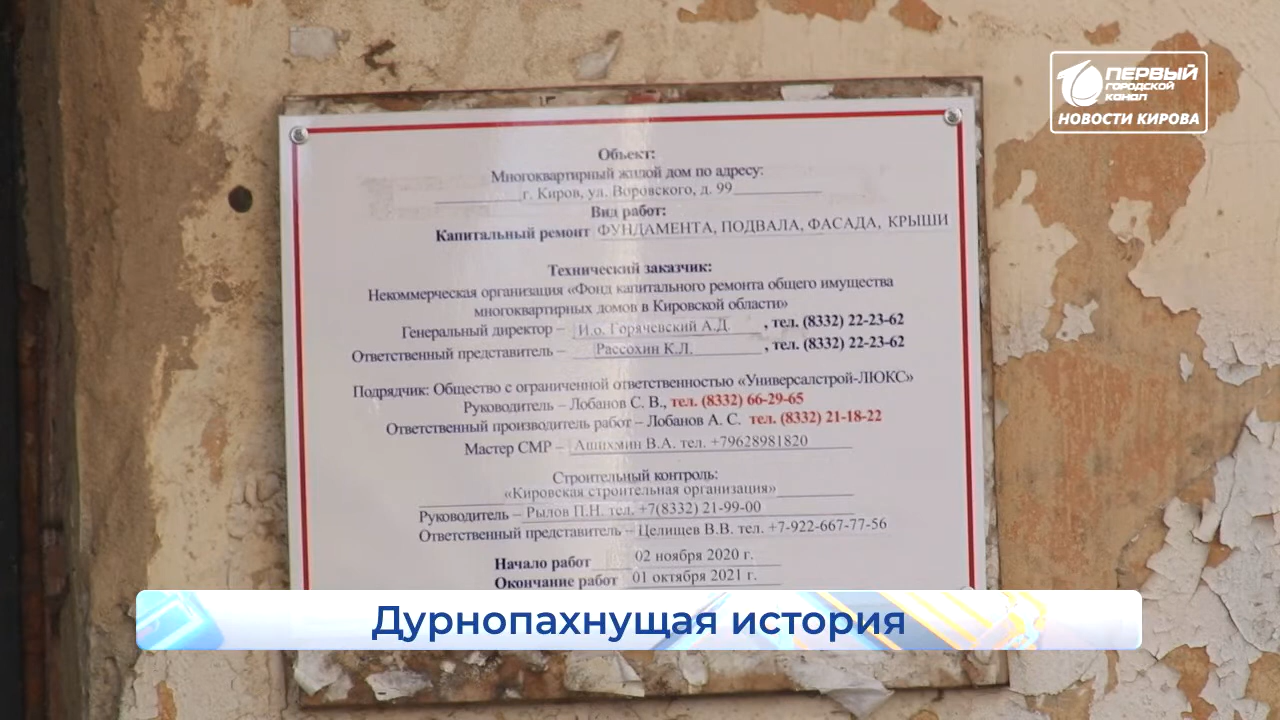 ПЕРВЫЙ
ГОРОДСКОЙ
КАНАЛ
НОВОСТИ КИРОВА
Объект:
Многоквартирный жилой дом по адресу:
г. Киров, ул. Воровского, д. 99
Вид работ:
Капитальный ремонт ФУНДАМЕНТА, ПОДВАЛА, ФАСАДА, КРЫШИ
Технический заказчик:
Некоммерческая организация «Фонд капитального ремонта общего имущества
многоквартирных домов в Кировской области»
Генеральный директор – И.о. Горячевский А.Д. , тел. (8332) 22-23-62
Ответственный представитель – Рассохин К.Л. , тел. (8332) 22-23-62
Подрядчик: Общество с ограниченной ответственностью «Универсалстрой-ЛЮКС»
Руководитель – Лобанов С. В., тел. (8332) 66-29-65
Ответственный производитель работ – Лобанов А. С. тел. (8332) 21-18-22
Мастер СМР – Ашихмин В.А. тел. +79628981820
Строительный контроль:
«Кировская строительная организация»
Руководитель – Рылов П.Н. тел. +7(8332) 21-99-00
Ответственный представитель – Целищев В.В. тел. +7-922-667-77-56
Начало работ 02 ноября 2020 г.
Окончание работ 01 октября 2021 г.
Дурнопахнущая история